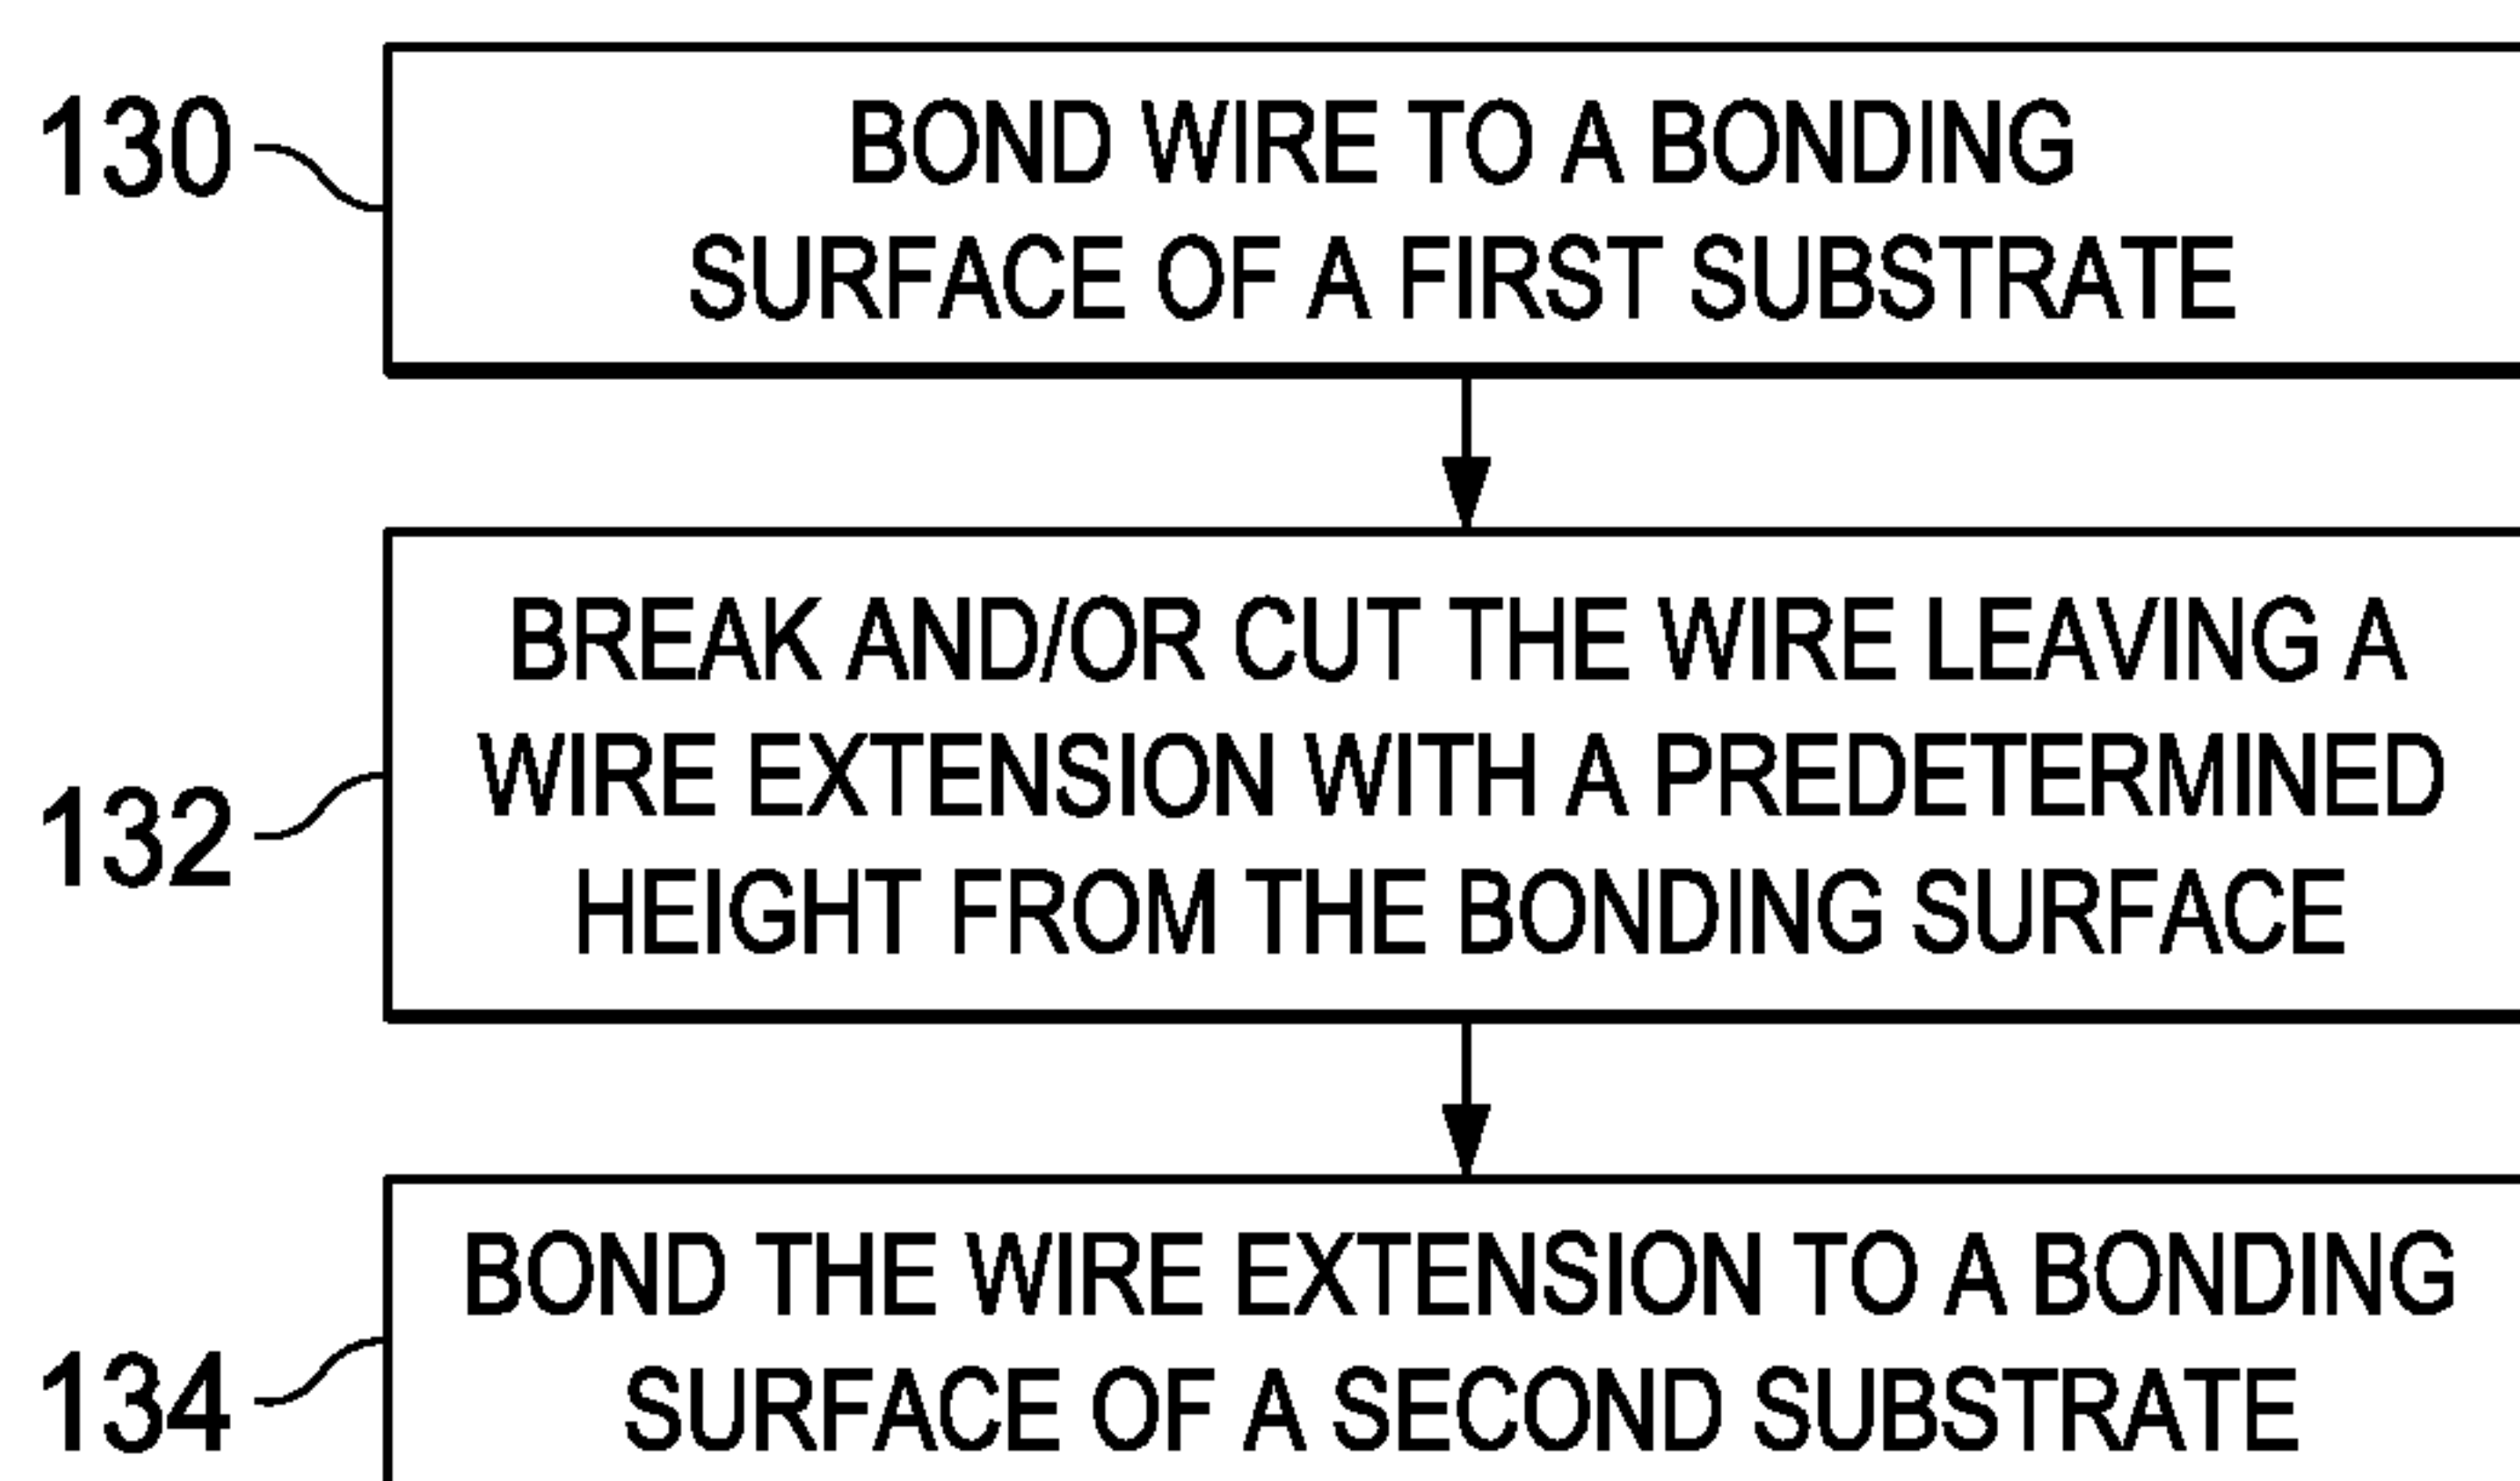 130
BOND WIRE TO A BONDING
SURFACE OF A FIRST SUBSTRATE
132
BREAK AND/OR CUT THE WIRE LEAVING A
WIRE EXTENSION WITH A PREDETERMINED
HEIGHT FROM THE BONDING SURFACE
134
BOND THE WIRE EXTENSION TO A BONDING
SURFACE OF A SECOND SUBSTRATE